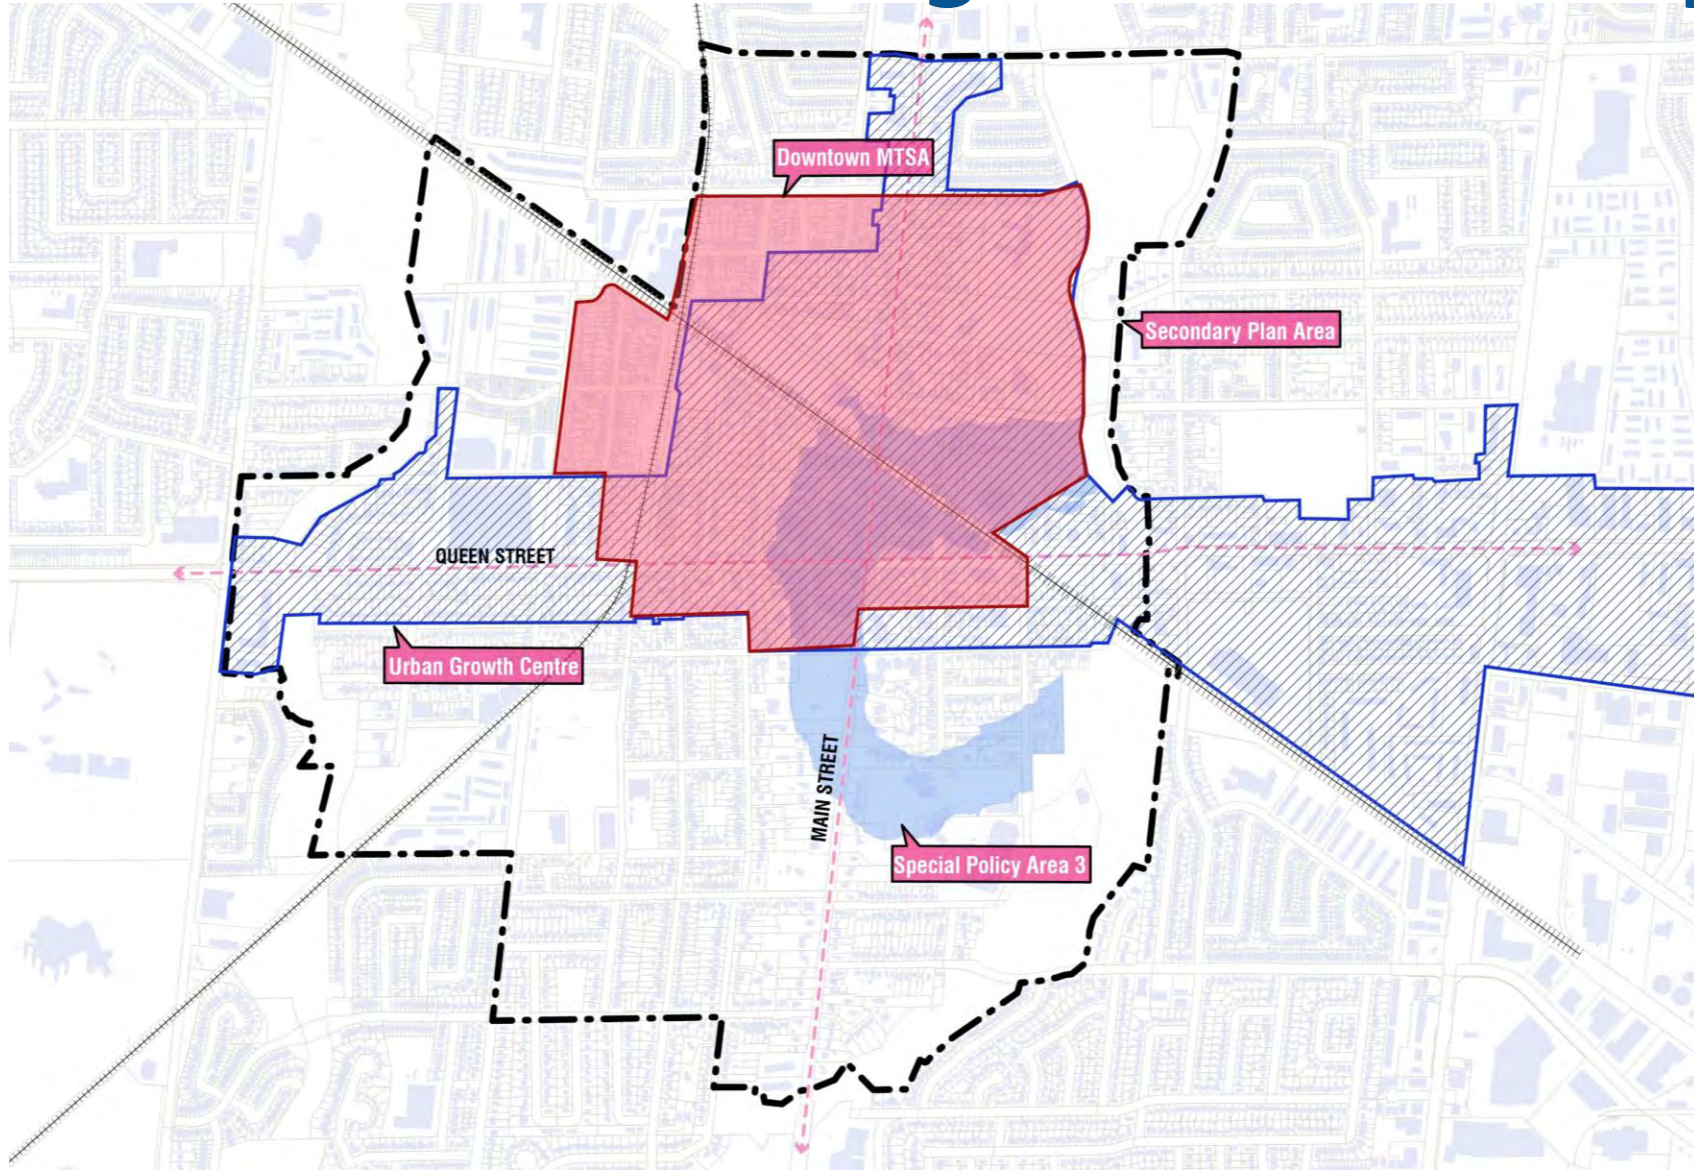 Downtown MTSA
Secondary Plan Area
QUEEN STREET
Urban Growth Centre
MAIN STREET
Special Policy Area 3